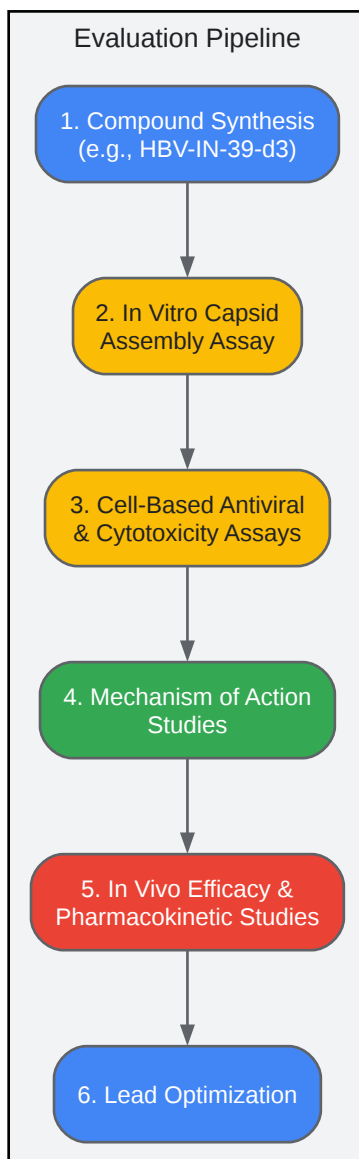 Evaluation Pipeline
1. Compound Synthesis
(e.g., HBV-IN-39-d3)
2. In Vitro Capsid
Assembly Assay
3. Cell-Based Antiviral
& Cytotoxicity Assays
4. Mechanism of Action
Studies
5. In Vivo Efficacy &
Pharmacokinetic Studies
6. Lead Optimization